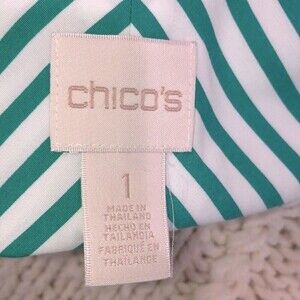 chico's
1
MADE IN
THAILAND
HECHO EN
TAILANDIA
FABRIQUÉ EN
THAÏLANDE